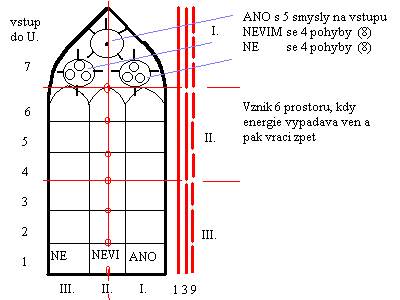 vstup
do U.
ANO s 5 smysly na vstupu
NEVIM se 4 pohyby (8)
NE se 4 pohyby (8)
I.
7
6
5
4
3
2
1
Vznik 6 prostoru, kdy
energie vypadava ven a
pak vraci zpet
II.
III.
NE NEVI ANO
III. II. I. 1 3 9